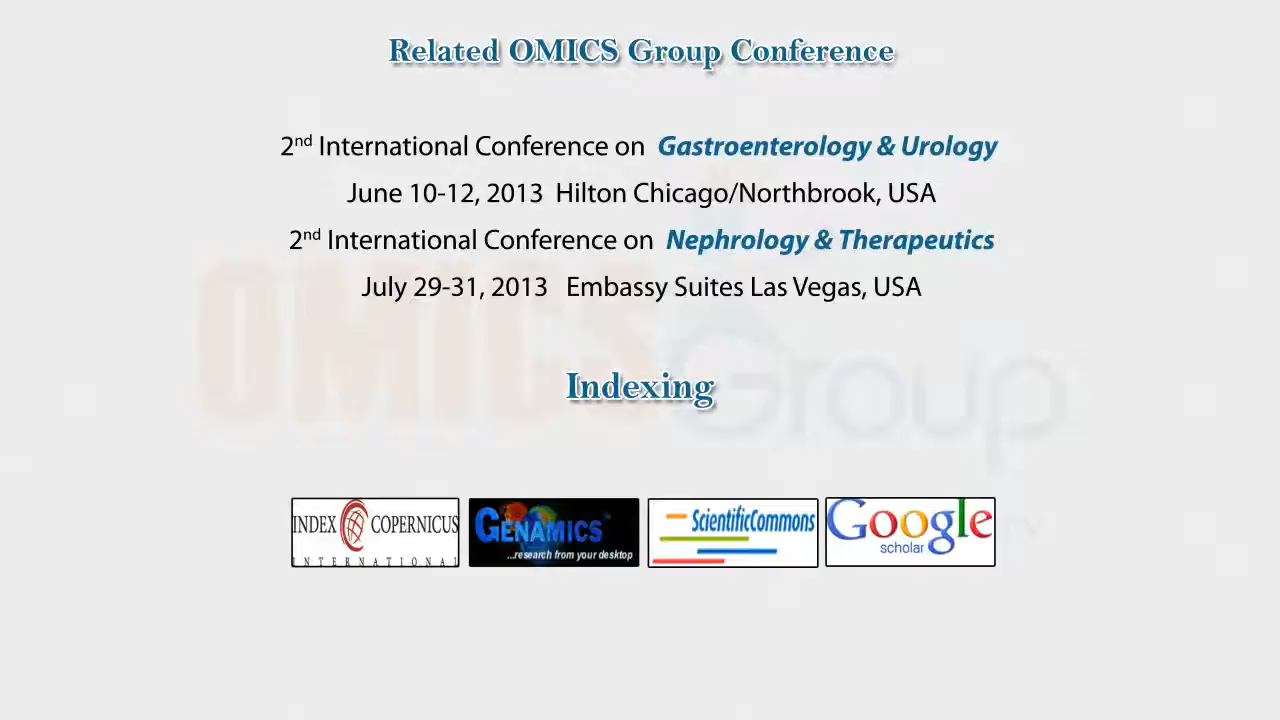 Related OMICS Group Conference
2nd International Conference on Gastroenterology & Urology
June 10-12, 2013 Hilton Chicago/Northbrook, USA
2nd International Conference on Nephrology & Therapeutics
July 29-31, 2013 Embassy Suites Las Vegas, USA
OMICS Group
Indexing
INDEX COPERNICUS
INTERNATIONAL
GENAMICS
...research from your desktop
ScientificCommons
Google
scholar